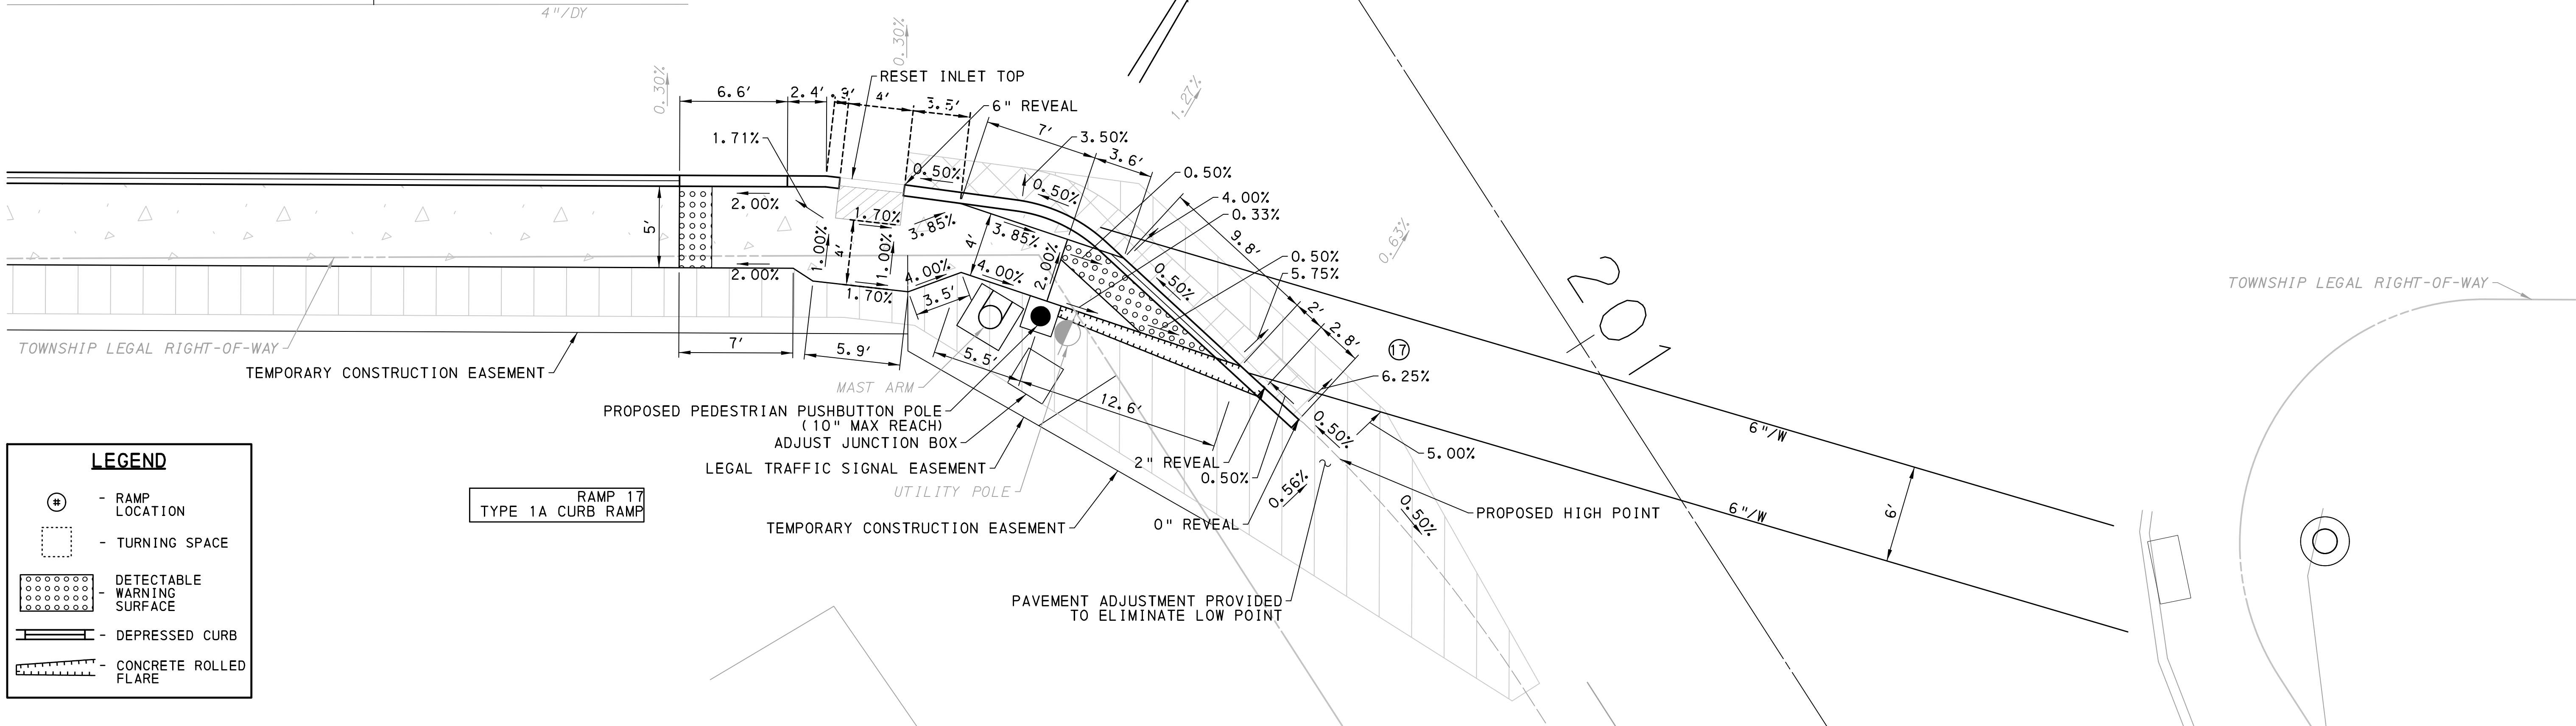 4"/DY
0.30%
0.30%
RESET INLET TOP
6.6'
2.4'
.3'
4'
3.5'
6" REVEAL
1.27%
1.71%
7'
3.50%
3.6'
0.50%
0.50%
0.50%
4.00%
0.33%
2.00%
1.70%
3.85%
3.85%
5'
1.00%
4'
1.00%
4'
2.00%
9.8'
0.63%
0.50%
5.75%
0.50%
2.00%
1.70%
4.00%
4.00%
3.5'
201
TOWNSHIP LEGAL RIGHT-OF-WAY
2'
2.8'
17
TOWNSHIP LEGAL RIGHT-OF-WAY
7'
5.9'
5.5'
TEMPORARY CONSTRUCTION EASEMENT
6.25%
MAST ARM
12.6'
PROPOSED PEDESTRIAN PUSHBUTTON POLE
(10" MAX REACH)
ADJUST JUNCTION BOX
0.50%
5.00%
6"/W
LEGAL TRAFFIC SIGNAL EASEMENT
2" REVEAL
0.50%
UTILITY POLE
0.56%
0.50%
6"/W
6'
PROPOSED HIGH POINT
TEMPORARY CONSTRUCTION EASEMENT
0" REVEAL
PAVEMENT ADJUSTMENT PROVIDED
TO ELIMINATE LOW POINT
RAMP 17
TYPE 1A CURB RAMP
LEGEND
# - RAMP
LOCATION
- TURNING SPACE
- DETECTABLE
WARNING
SURFACE
- DEPRESSED CURB
- CONCRETE ROLLED
FLARE